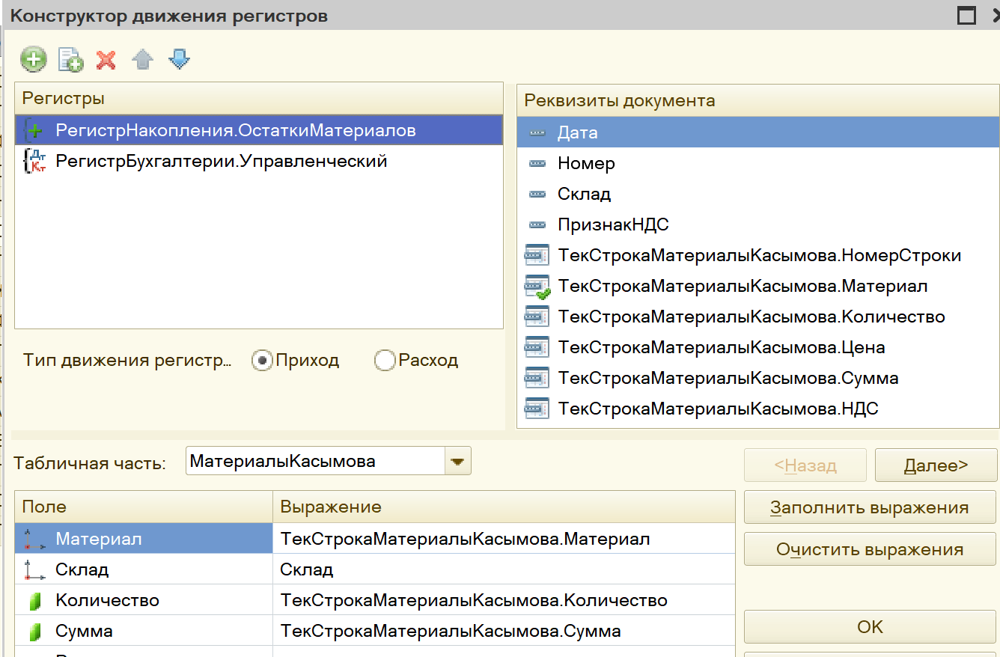 Конструктор движения регистров
Регистры
РегистрНакопления.ОстаткиМатериалов
РегистрБухгалтерии.Управленческий
Реквизиты документа
Дата
Номер
Склад
ПризнакНДС
ТекСтрокаМатериалыКасымова.НомерСтроки
ТекСтрокаМатериалыКасымова.Материал
ТекСтрокаМатериалыКасымова.Количество
ТекСтрокаМатериалыКасымова.Цена
ТекСтрокаМатериалыКасымова.Сумма
ТекСтрокаМатериалыКасымова.НДС
Тип движения регистр... Приход Расход
Табличная часть: МатериалыКасымова
<Назад Далее>
Заполнить выражения
Очистить выражения
OK
Поле Выражение
Материал ТекСтрокаМатериалыКасымова.Материал
Склад Склад
Количество ТекСтрокаМатериалыКасымова.Количество
Сумма ТекСтрокаМатериалыКасымова.Сумма